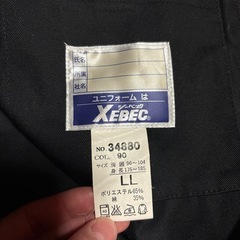 氏名
所属
社名
ユニフォームは
ジーベック
XEBEC
NO. 34880
COL. 90
サイズ 胸囲 96〜104
身長 175〜185
LL
ポリエステル65%
綿 35%